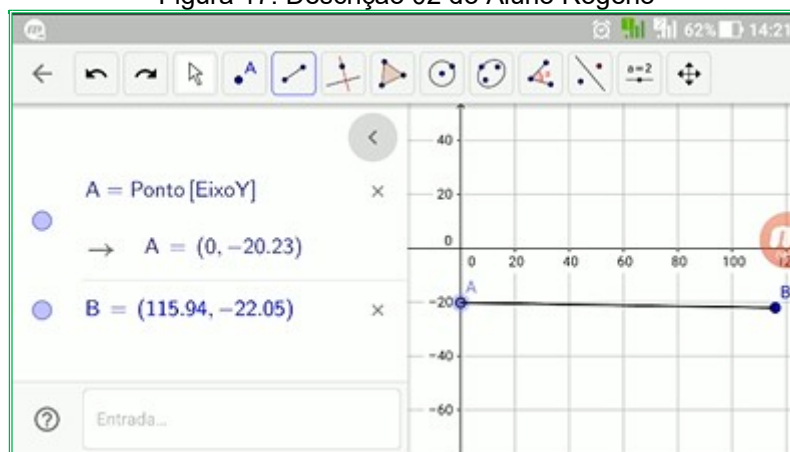 Figura 17: Descrição 02 do Aluno Rogério
62% 14:21
A
a=2
A = Ponto[EixoY]
→ A = (0, −20.23)
B = (115.94, −22.05)
Entrada...
40
20
0
0 20 40 60 80 100
A
B
−20
−40
−60